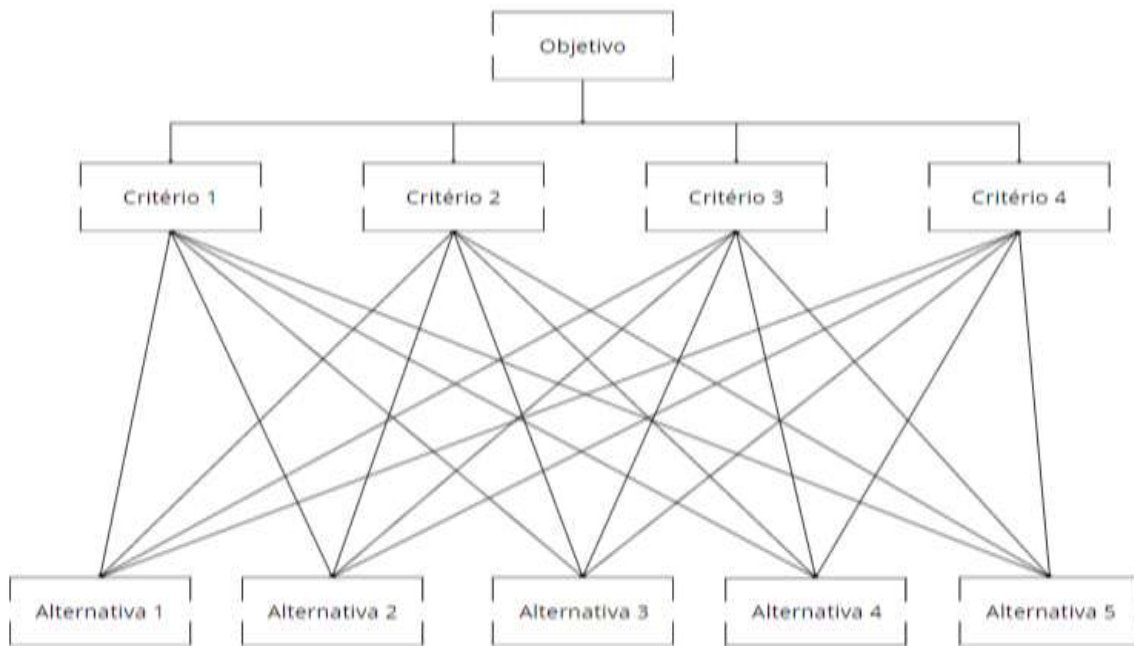 Objetivo
Critério 1
Critério 2
Critério 3
Critério 4
Alternativa 1
Alternativa 2
Alternativa 3
Alternativa 4
Alternativa 5